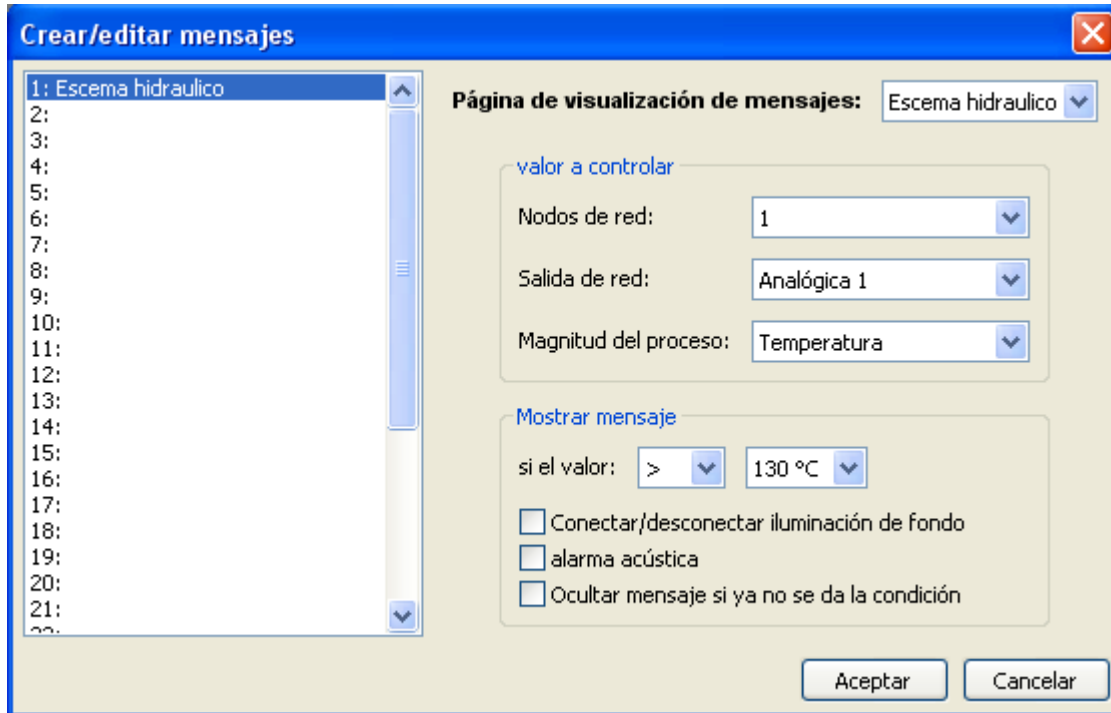 Crear/editar mensajes
1: Escema hidraulico
2:
3:
4:
5:
6:
7:
8:
9:
10:
11:
12:
13:
14:
15:
16:
17:
18:
19:
20:
21:
Página de visualización de mensajes: Escema hidraulico
valor a controlar
Nodos de red: 1
Salida de red: Analógica 1
Magnitud del proceso: Temperatura
Mostrar mensaje
si el valor: > 130 °C
Conectar/desconectar iluminación de fondo
alarma acústica
Ocultar mensaje si ya no se da la condición
Aceptar Cancelar